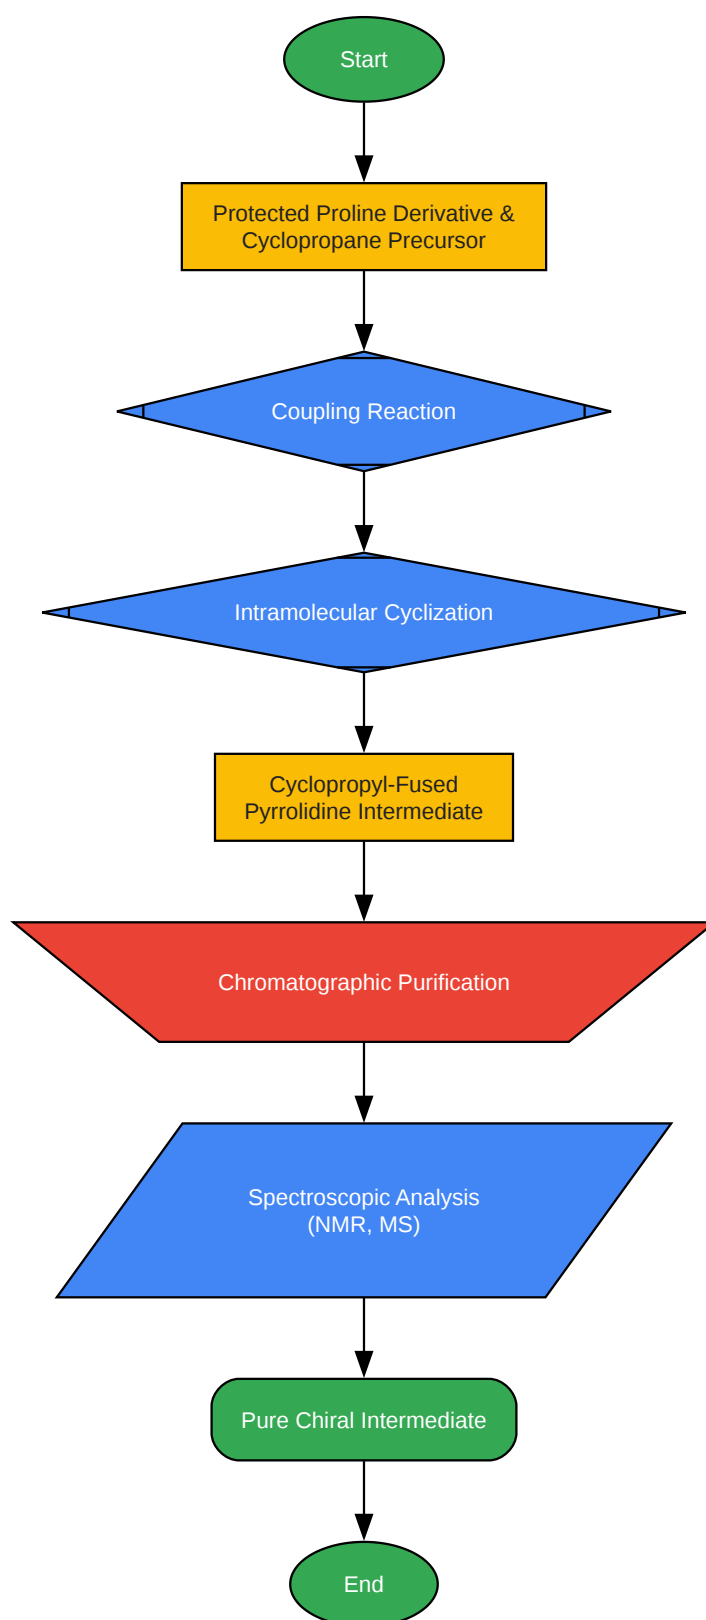 Start
Protected Proline Derivative &
Cyclopropane Precursor
Coupling Reaction
Intramolecular Cyclization
Cyclopropyl-Fused
Pyrrolidine Intermediate
Chromatographic Purification
Spectroscopic Analysis
(NMR, MS)
Pure Chiral Intermediate
End